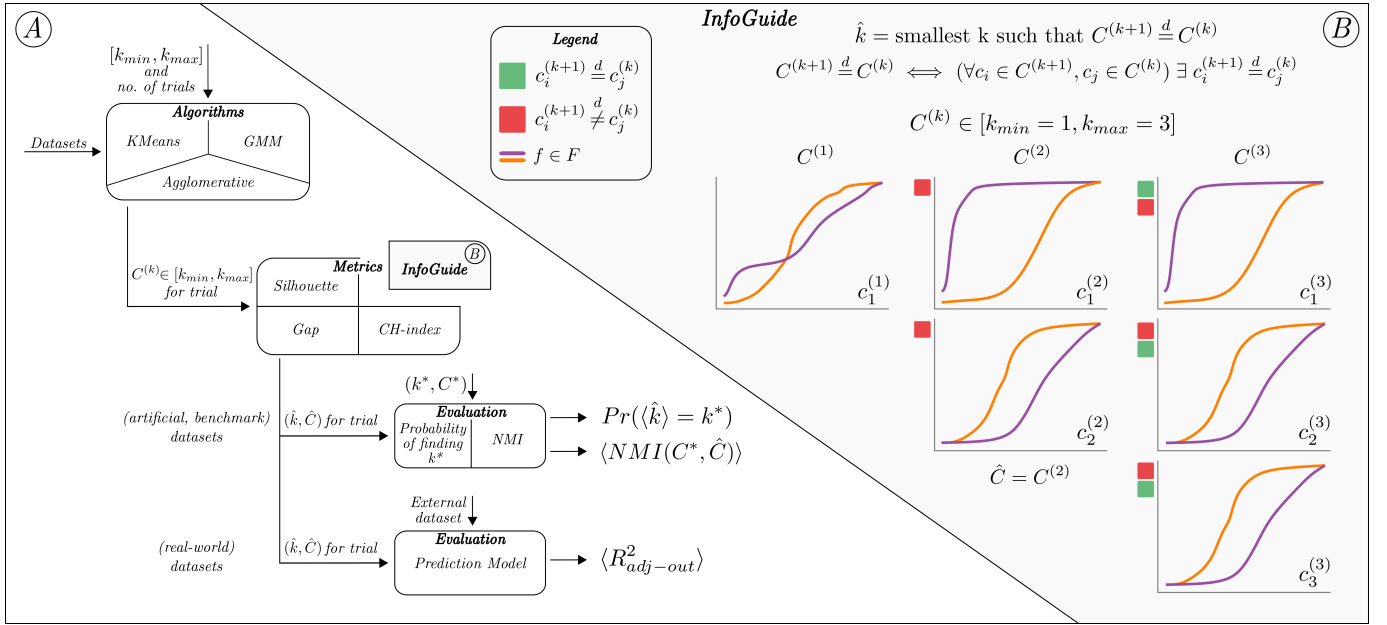 A
[k_min, k_max]
and
no. of trials
Datasets
Algorithms
KMeans
GMM
Agglomerative
C^(k) ∈ [k_min, k_max]
for trial
Metrics
InfoGuide
B
Silhouette
Gap
CH-index
(k*, C*)
(artificial, benchmark)
datasets
(k̂, Ĉ) for trial
Evaluation
Probability
of finding
k*
NMI
Pr(⟨k̂⟩ = k*)
⟨NMI(C*, Ĉ)⟩
External
dataset
(real-world)
datasets
(k̂, Ĉ) for trial
Evaluation
Prediction Model
⟨R²_adj−out⟩
InfoGuide
B
Legend
c_i^(k+1) =^d c_j^(k)
c_i^(k+1) ≠^d c_j^(k)
f ∈ F
k̂ = smallest k such that C^(k+1) =^d C^(k)
C^(k+1) =^d C^(k) ⟺ (∀c_i ∈ C^(k+1), c_j ∈ C^(k)) ∃ c_i^(k+1) =^d c_j^(k)
C^(k) ∈ [k_min = 1, k_max = 3]
C^(1)
C^(2)
C^(3)
c_1^(1)
c_1^(2)
c_1^(3)
c_2^(2)
c_2^(3)
Ĉ = C^(2)
c_3^(3)